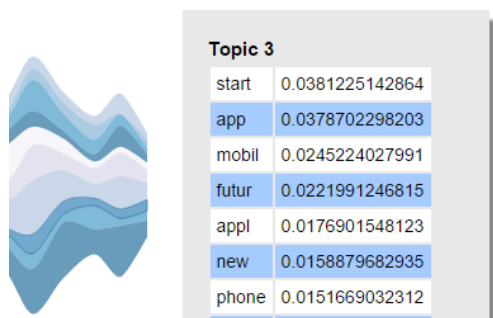 Topic 3
start 0.0381225142864
app 0.0378702298203
mobil 0.0245224027991
futur 0.0221991246815
appl 0.0176901548123
new 0.0158879682935
phone 0.0151669032312